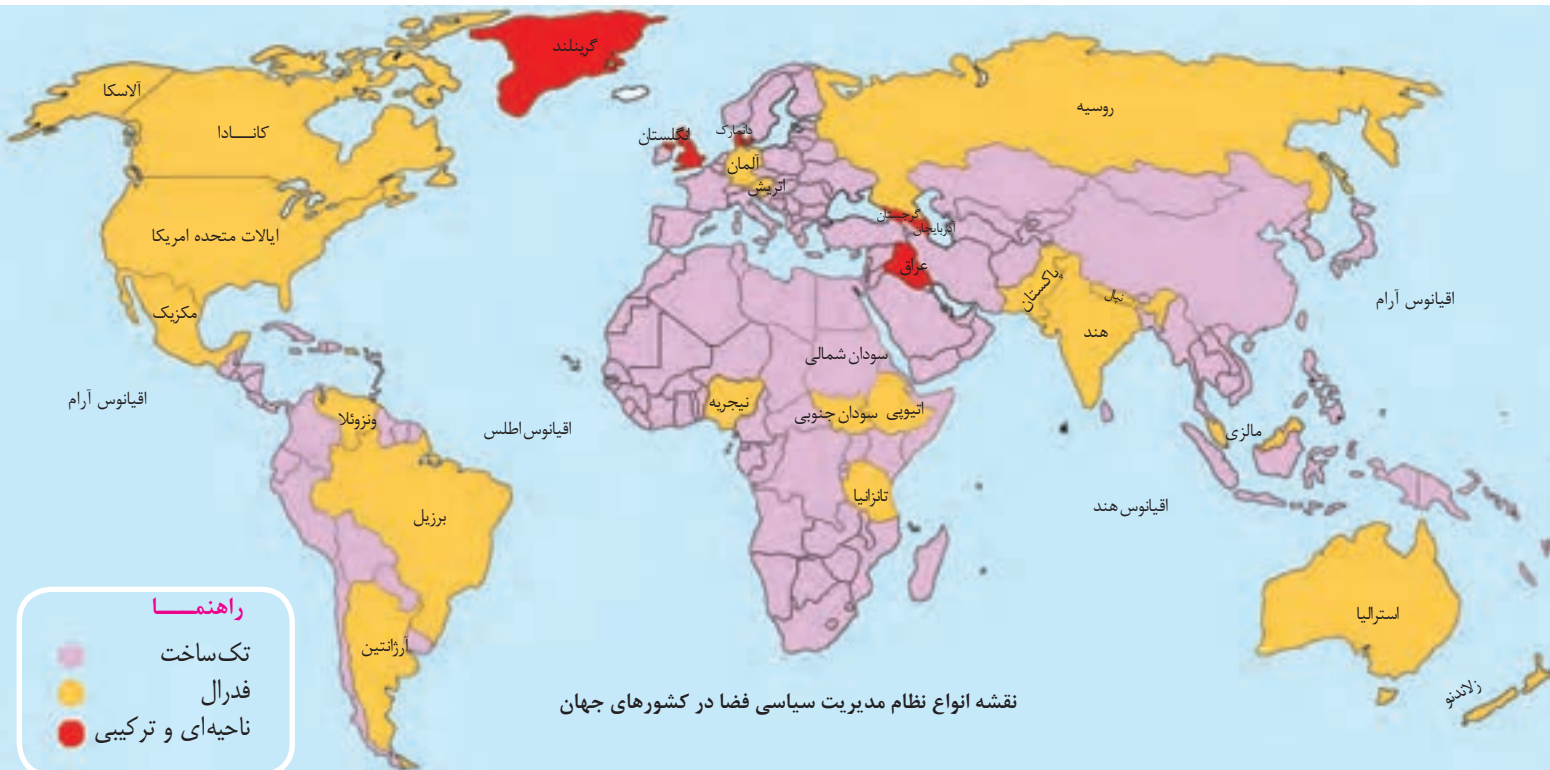 گرینلند
آلاسکا
کانادا
ایالات متحده امریکا
مکزیک
اقیانوس آرام
ونزوئلا
برزیل
آرژانتین
اقیانوس اطلس
انگلستان
دانمارک
آلمان
اتریش
روسیه
گرجستان
آذربایجان
عراق
پاکستان
نپال
هند
اقیانوس آرام
سودان شمالی
نیجریه
سودان جنوبی
اتیوپی
تانزانیا
مالزی
اقیانوس هند
استرالیا
زلاندنو
راهنمــــا
تک‌ساخت
فدرال
ناحیه‌ای و ترکیبی
نقشه انواع نظام مدیریت سیاسی فضا در کشورهای جهان